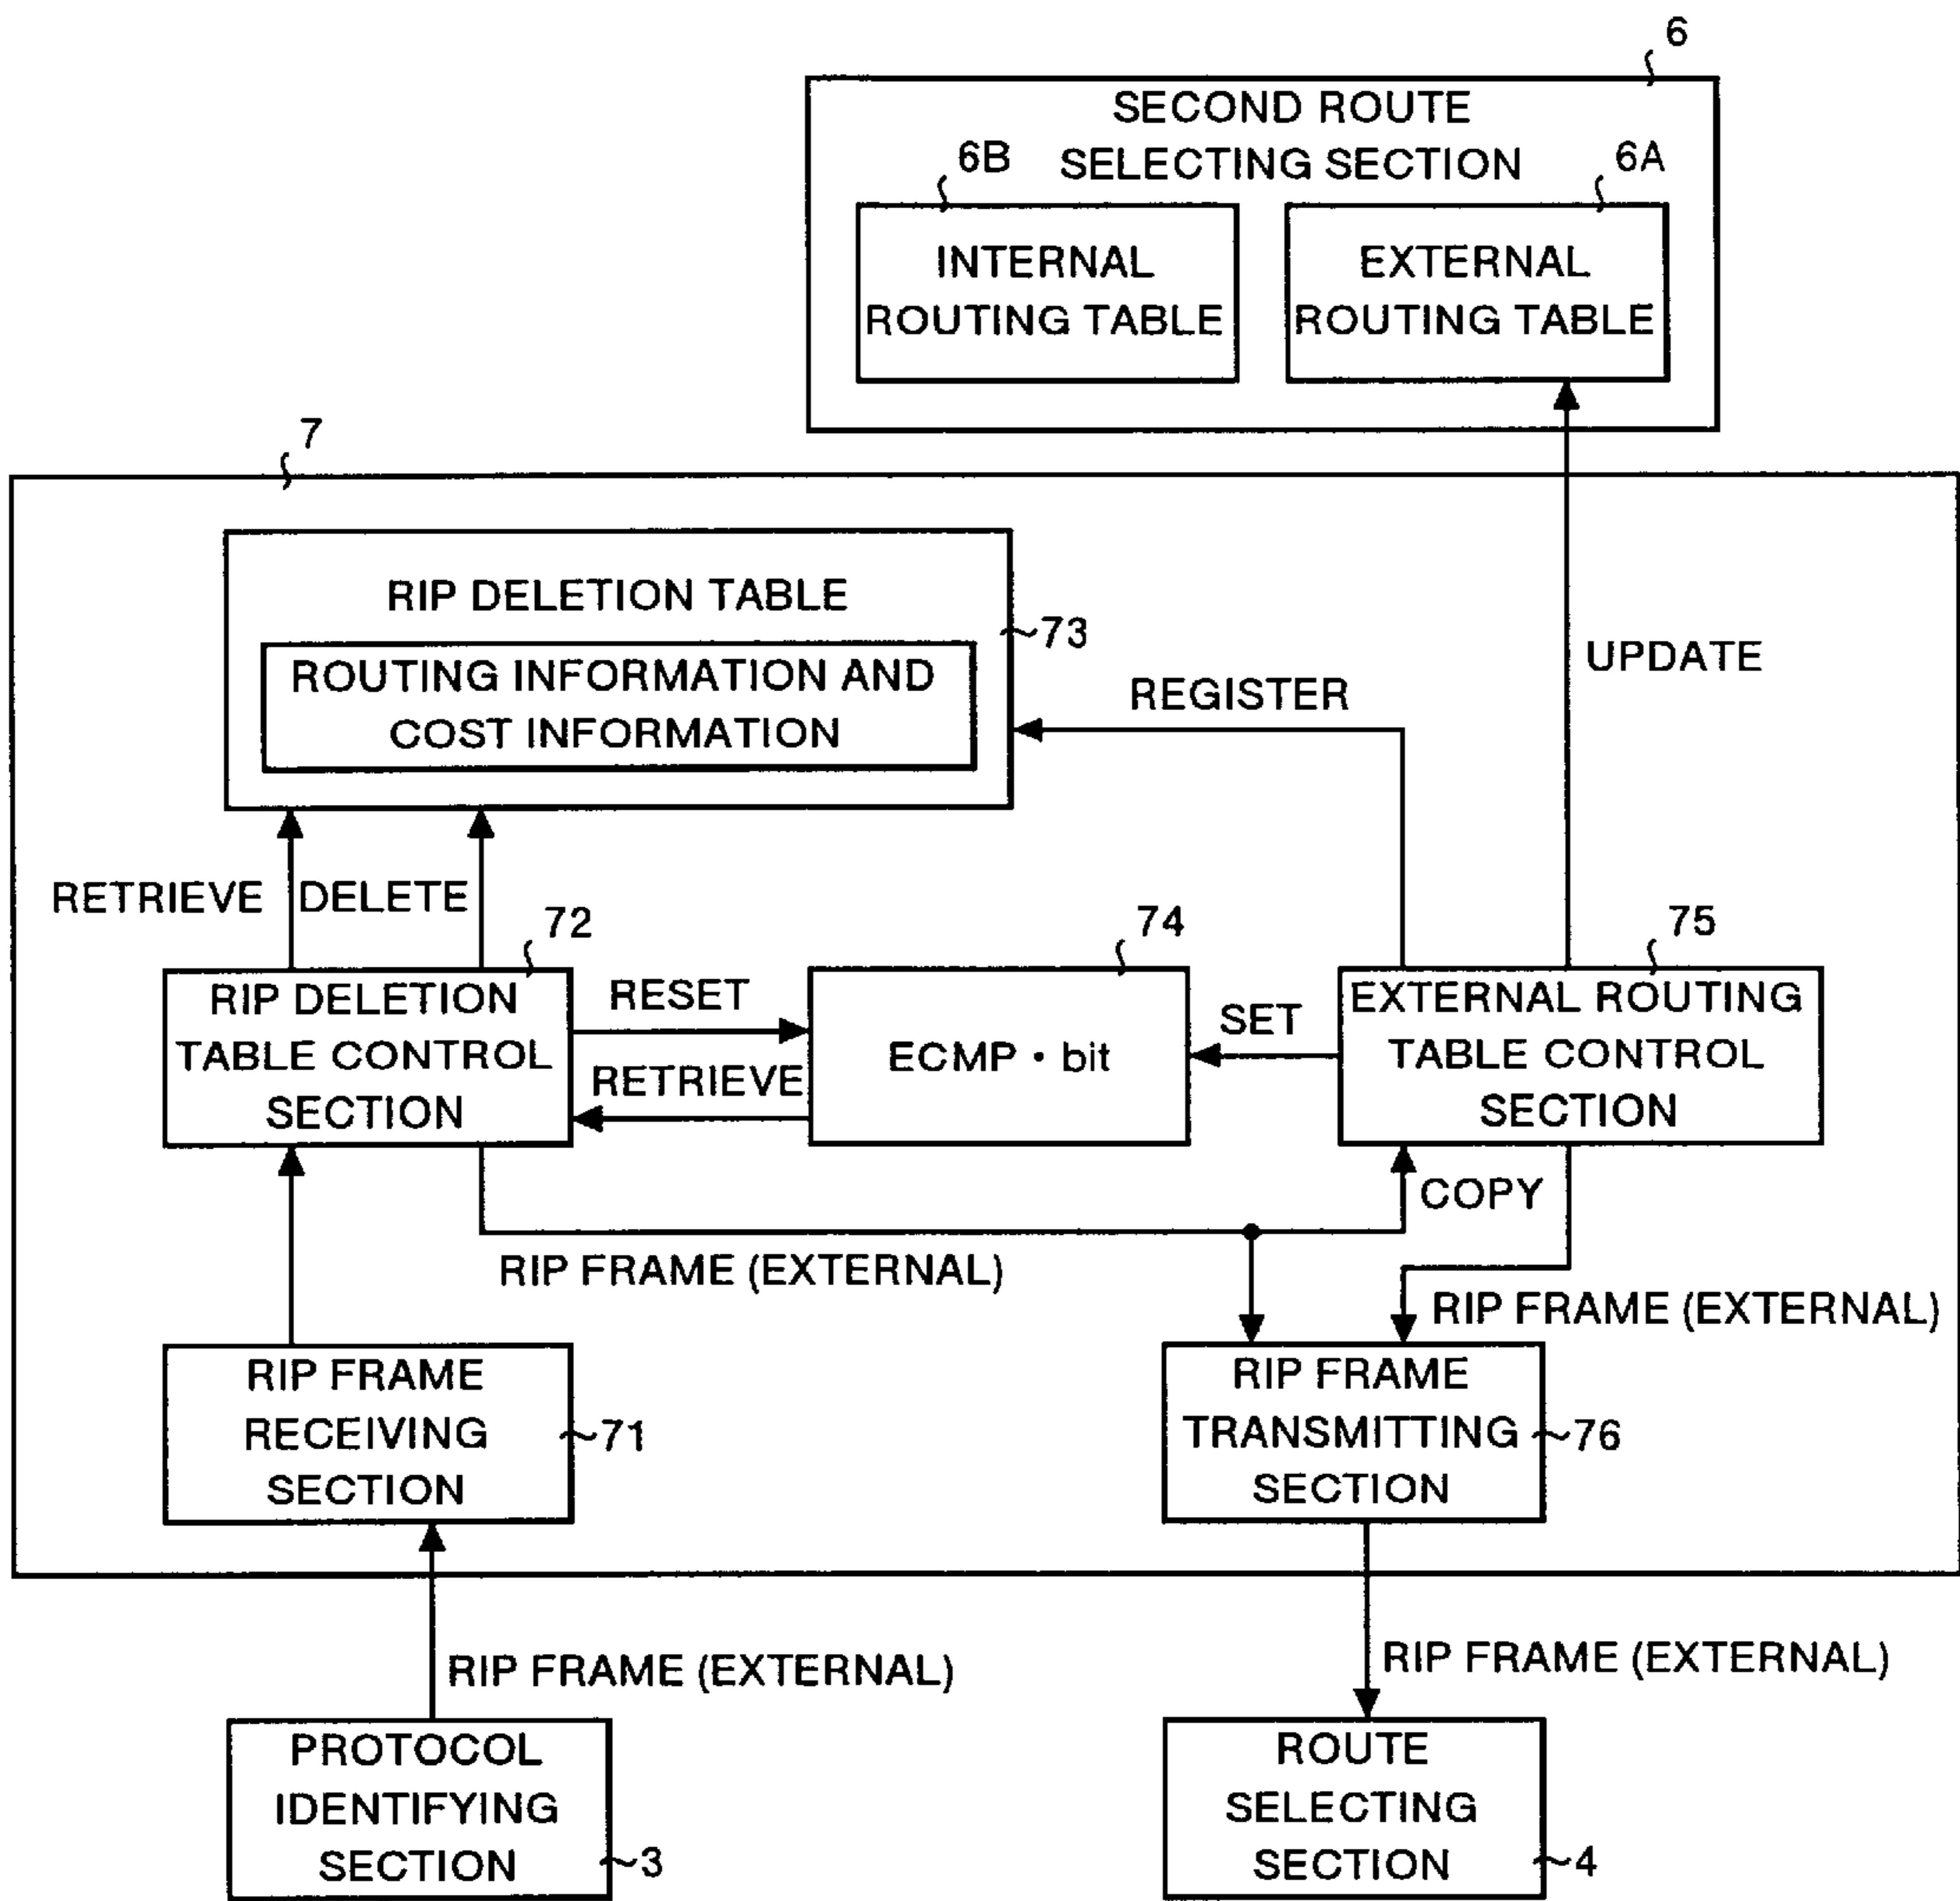 6
SECOND ROUTE
SELECTING SECTION
6B
6A
INTERNAL
ROUTING TABLE
EXTERNAL
ROUTING TABLE
7
RIP DELETION TABLE
73
ROUTING INFORMATION AND
COST INFORMATION
UPDATE
REGISTER
RETRIEVE
DELETE
72
74
75
RIP DELETION
TABLE CONTROL
SECTION
RESET
RETRIEVE
ECMP・bit
SET
EXTERNAL ROUTING
TABLE CONTROL
SECTION
COPY
RIP FRAME (EXTERNAL)
RIP FRAME (EXTERNAL)
RIP FRAME
RECEIVING
SECTION
71
RIP FRAME
TRANSMITTING
SECTION
76
RIP FRAME (EXTERNAL)
RIP FRAME (EXTERNAL)
PROTOCOL
IDENTIFYING
SECTION
3
ROUTE
SELECTING
SECTION
4